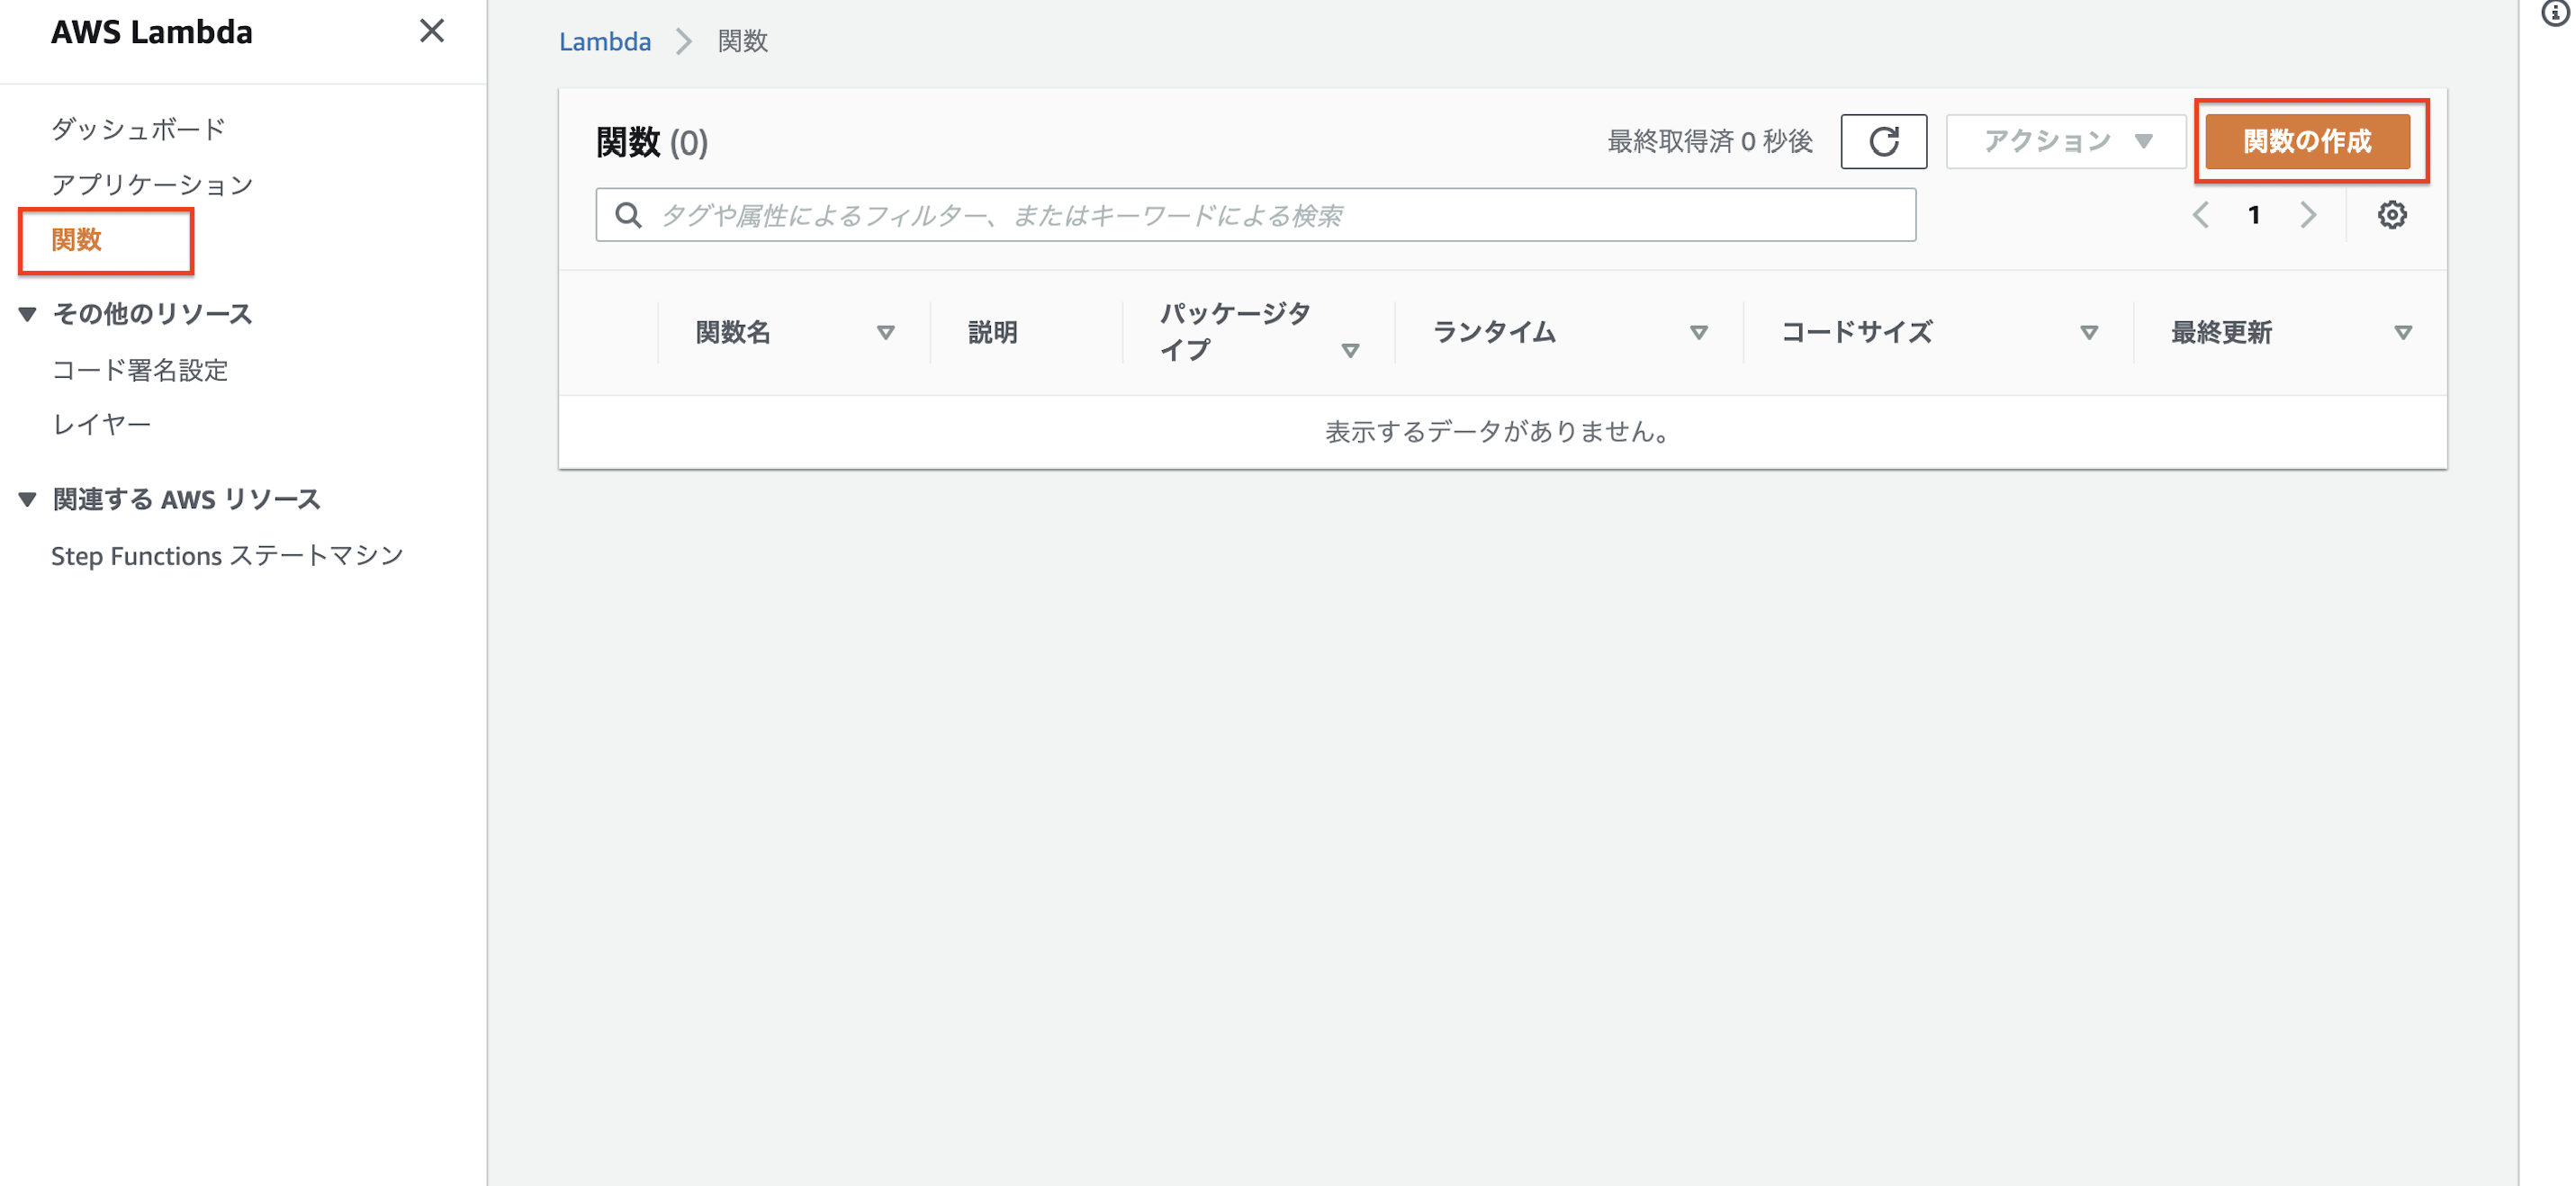 AWS Lambda
ダッシュボード
アプリケーション
関数
その他のリソース
コード署名設定
レイヤー
関連する AWS リソース
Step Functions ステートマシン
Lambda 関数
関数 (0)
最終取得済 0 秒後
アクション
関数の作成
タグや属性によるフィルター、またはキーワードによる検索
1
関数名
説明
パッケージタ
イプ
ランタイム
コードサイズ
最終更新
表示するデータがありません。